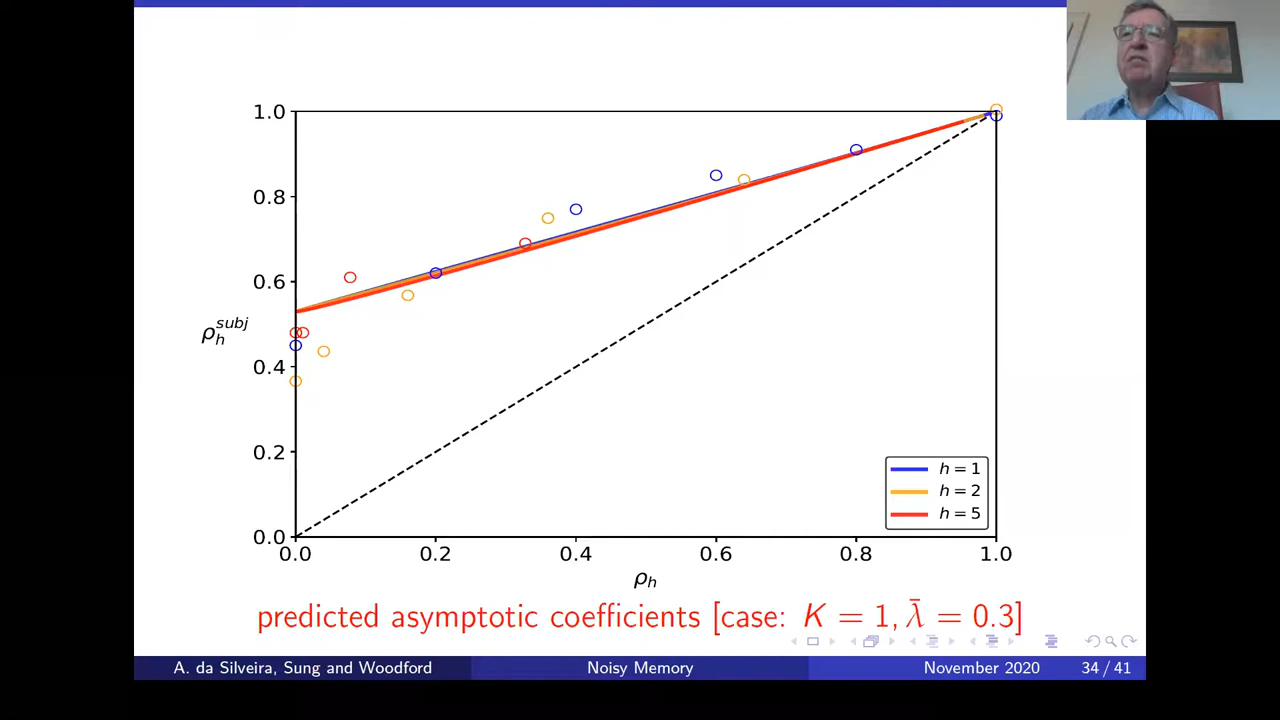 1.0
0.8
0.6
ρ_h^subj
0.4
0.2
0.0
0.0 0.2 0.4 0.6 0.8 1.0
ρ_h
h = 1
h = 2
h = 5
predicted asymptotic coefficients [case: K = 1, λ̄ = 0.3]
A. da Silveira, Sung and Woodford Noisy Memory November 2020 34 / 41